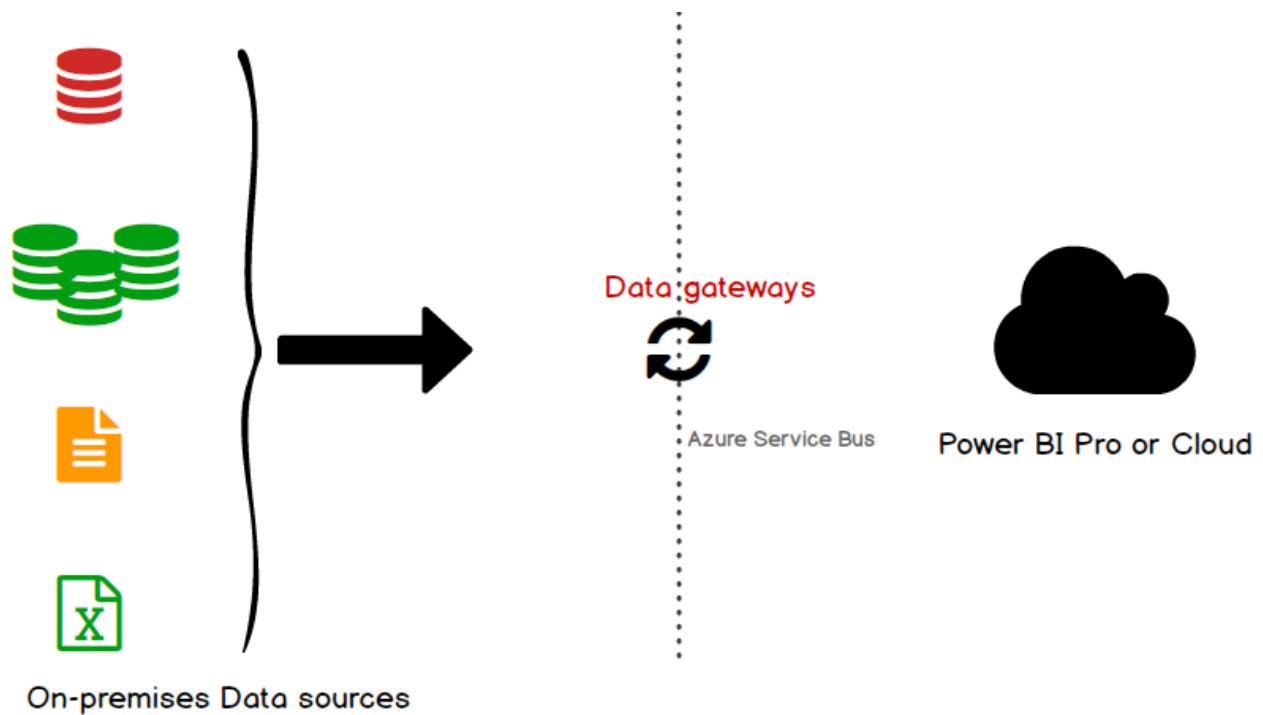 Data gateways
Azure Service Bus
Power BI Pro or Cloud
X
On-premises Data sources